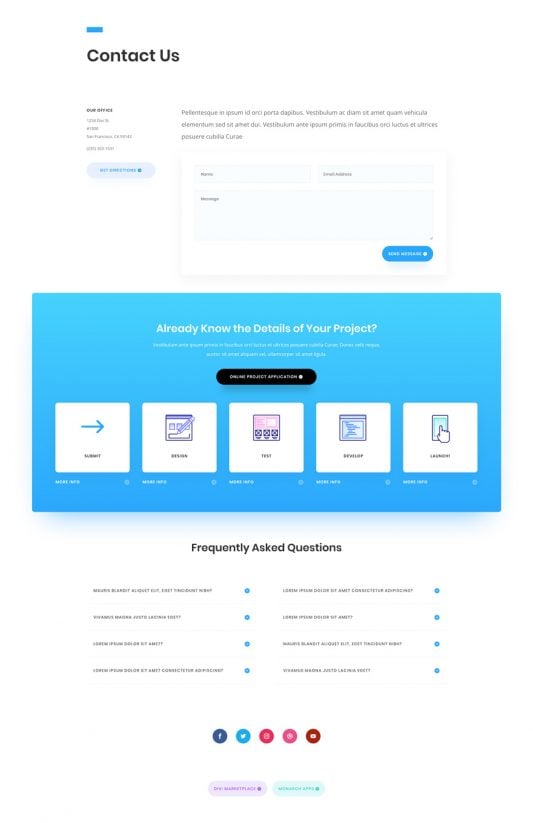 Contact Us
OUR OFFICE
1234 Divi St.
#1000
San Francisco, CA 94143
(235) 352-1531
GET DIRECTIONS
Pellentesque in ipsum id orci porta dapibus. Vestibulum ac diam sit amet quam vehicula
elementum sed sit amet dui. Vestibulum ante ipsum primis in faucibus orci luctus et ultrices
posuere cubilia Curae
Name
Email Address
Message
SEND MESSAGE
Already Know the Details of Your Project?
Vestibulum ante ipsum primis in faucibus orci luctus et ultrices posuere cubilia Curae; Donec velit neque,
auctor sit amet aliquam vel, ullamcorper sit amet ligula.
ONLINE PROJECT APPLICATION
SUBMIT
DESIGN
TEST
DEVELOP
LAUNCH!
MORE INFO
MORE INFO
MORE INFO
MORE INFO
MORE INFO
Frequently Asked Questions
MAURIS BLANDIT ALIQUET ELIT, EGET TINCIDUNT NIBH?
VIVAMUS MAGNA JUSTO LACINIA EGET?
LOREM IPSUM DOLOR SIT AMET?
LOREM IPSUM DOLOR SIT AMET CONSECTETUR ADIPISCING?
LOREM IPSUM DOLOR SIT AMET CONSECTETUR ADIPISCING?
LOREM IPSUM DOLOR SIT AMET?
MAURIS BLANDIT ALIQUET ELIT, EGET TINCIDUNT NIBH?
VIVAMUS MAGNA JUSTO LACINIA EGET?
DIVI MARKETPLACE
MONARCH APPS